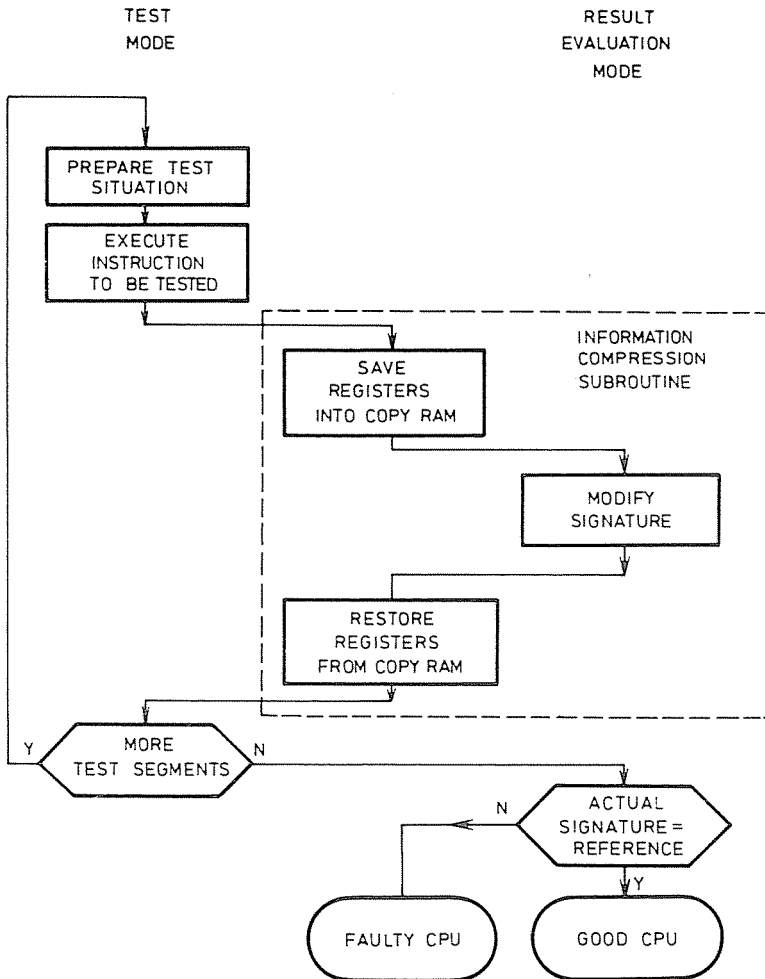 TEST
MODE
RESULT
EVALUATION
MODE
PREPARE TEST
SITUATION
EXECUTE
INSTRUCTION
TO BE TESTED
INFORMATION
COMPRESSION
SUBROUTINE
SAVE
REGISTERS
INTO COPY RAM
MODIFY
SIGNATURE
RESTORE
REGISTERS
FROM COPY RAM
Y
MORE
TEST SEGMENTS
N
N
ACTUAL
SIGNATURE =
REFERENCE
Y
FAULTY CPU
GOOD CPU